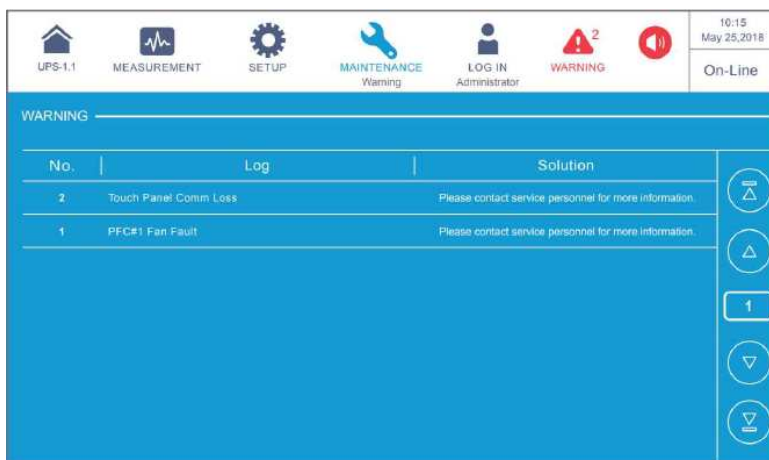 UPS-1.1
MEASUREMENT
SETUP
MAINTENANCE
Warning
LOG IN
Administrator
WARNING
2
10:15
May 25,2018
On-Line
WARNING
No. Log Solution
2 Touch Panel Comm Loss Please contact service personnel for more information.
1 PFC#1 Fan Fault Please contact service personnel for more information.
1